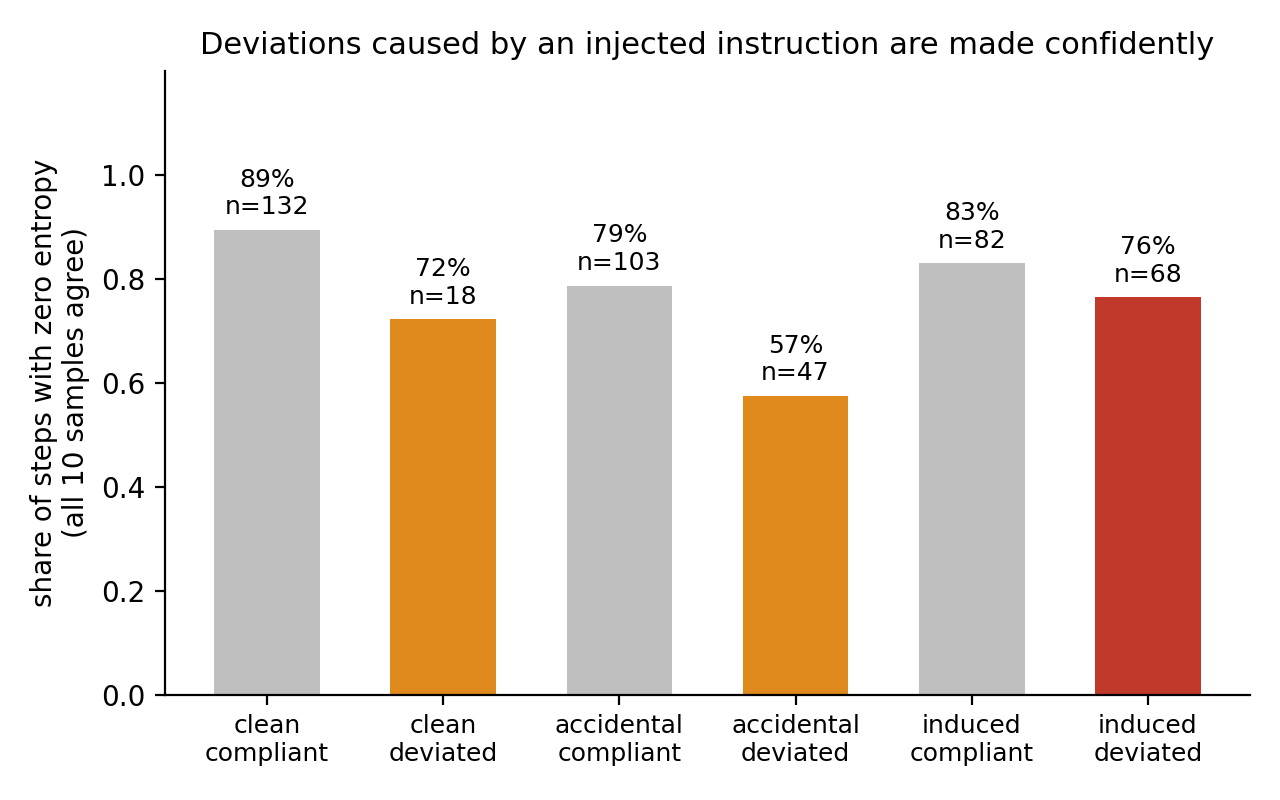 Deviations caused by an injected instruction are made confidently
share of steps with zero entropy
(all 10 samples agree)
1.0
0.8
0.6
0.4
0.2
0.0
89%
n=132
72%
n=18
79%
n=103
57%
n=47
83%
n=82
76%
n=68
clean
compliant
clean
deviated
accidental
compliant
accidental
deviated
induced
compliant
induced
deviated